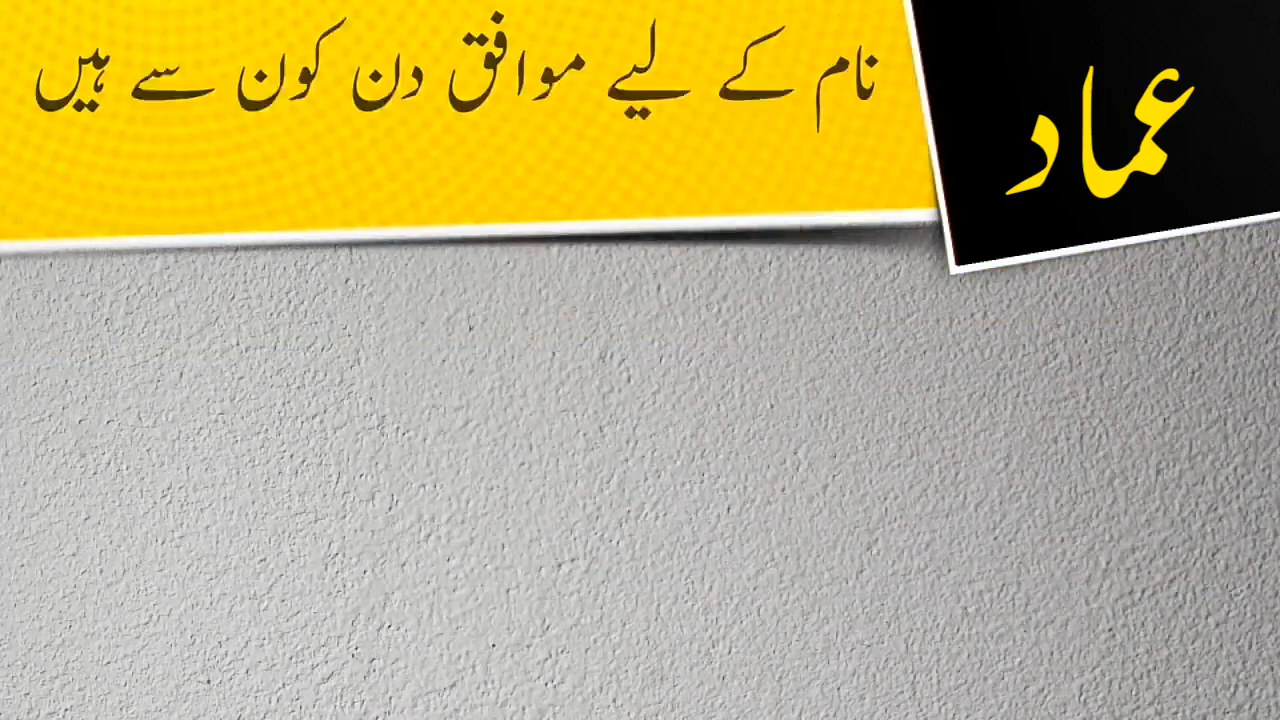 عماد
نام کے لیے موافق دن کون سے ہیں